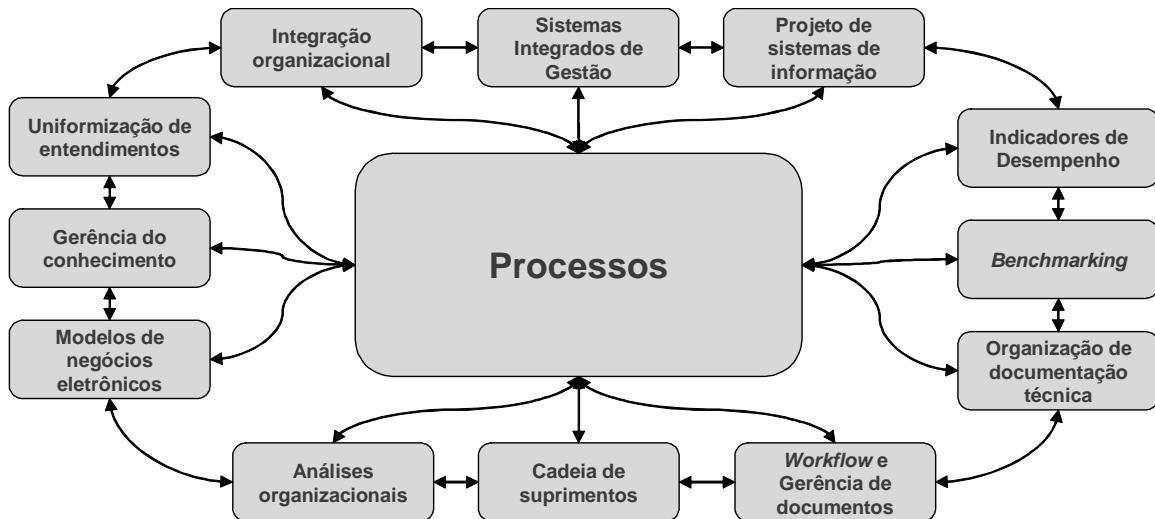 Integração
organizacional
Sistemas
Integrados de
Gestão
Projeto de
sistemas de
informação
Uniformização de
entendimentos
Indicadores de
Desempenho
Gerência do
conhecimento
Processos
Benchmarking
Modelos de
negócios
eletrônicos
Organização de
documentação
técnica
Análises
organizacionais
Cadeia de
suprimentos
Workflow e
Gerência de
documentos